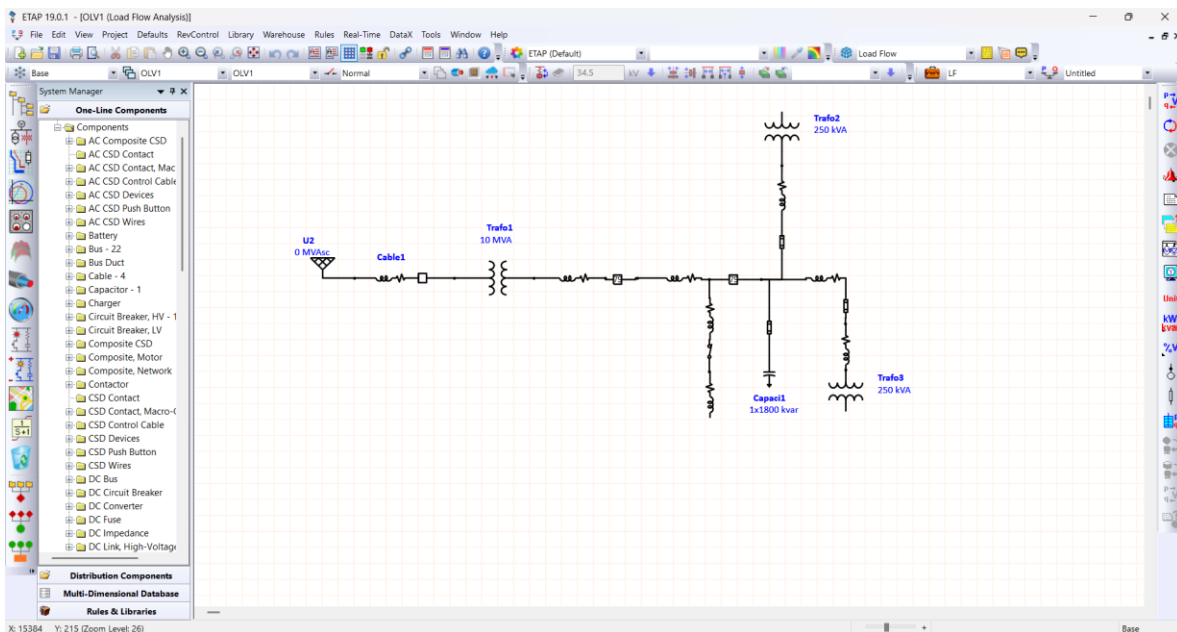 ETAP 19.0.1 - [OLV1 (Load Flow Analysis)]
File Edit View Project Defaults RevControl Library Warehouse Rules Real-Time DataX Tools Window Help
ETAP (Default)
Load Flow
Base
OLV1
OLV1
Normal
34.5
kV
LF
Untitled
System Manager
One-Line Components
Components
AC Composite CSD
AC CSD Contact
AC CSD Contact, Mac
AC CSD Control Cable
AC CSD Devices
AC CSD Push Button
AC CSD Wires
Battery
Bus - 22
Bus Duct
Cable - 4
Capacitor - 1
Charger
Circuit Breaker, HV - 1
Circuit Breaker, LV
Composite CSD
Composite, Motor
Composite, Network
Contactor
CSD Contact
CSD Contact, Macro-C
CSD Control Cable
CSD Devices
CSD Push Button
CSD Wires
DC Bus
DC Circuit Breaker
DC Converter
DC Fuse
DC Impedance
DC Link, High-Voltage
Distribution Components
Multi-Dimensional Database
Rules & Libraries
U2
0 MVAsc
Cable1
Trafo1
10 MVA
Trafo2
250 kVA
Capaci1
1x1800 kvar
Trafo3
250 kVA
Unit
kW
kvar
%V
X: 15384 Y: 215 (Zoom Level: 26)
Base